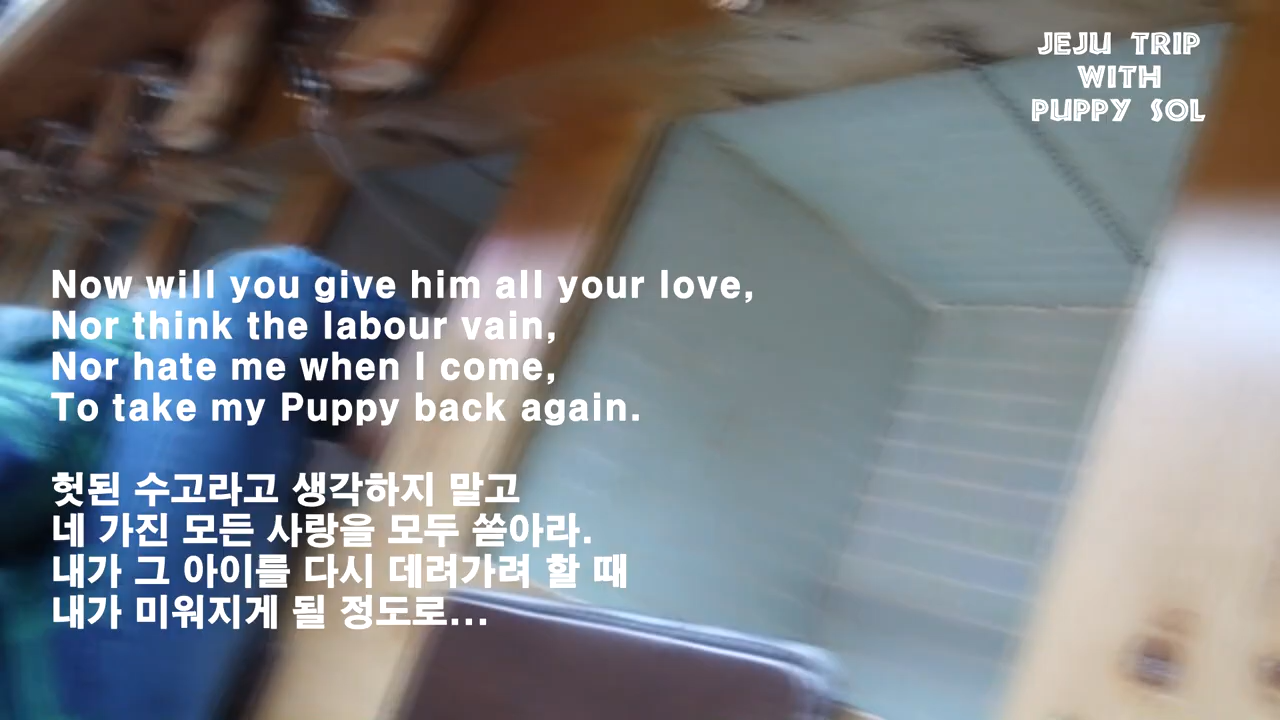 JEJU TRIP
WITH
PUPPY SOL
Now will you give him all your love,
Nor think the labour vain,
Nor hate me when I come,
To take my Puppy back again.
헛된 수고라고 생각하지 말고
네 가진 모든 사랑을 모두 쏟아라.
내가 그 아이를 다시 데려가려 할 때
내가 미워지게 될 정도로...